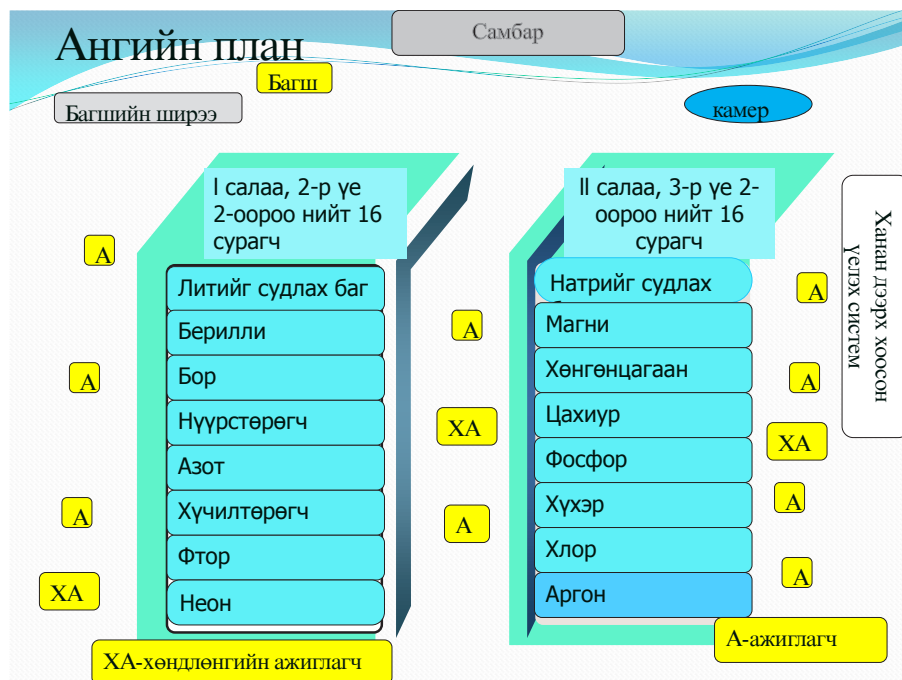 Ангийн план
Самбар
Багш
Багшийн ширээ
камер
I салаа, 2-р үе
2-оороо нийт 16
сурагч
II салаа, 3-р үе 2-
оороо нийт 16
сурагч
Ханан дээрх хоосон
үелэх систем
А
Литийг судлах баг
Натрийг судлах
А
Берилли
А
Магни
Бор
А
Хөнгөнцагаан
А
Нүүрстөрөгч
ХА
Цахиур
ХА
Азот
Фосфор
А
Хүчилтөрөгч
А
Хүхэр
А
Фтор
Хлор
А
ХА
Неон
Аргон
А-ажиглагч
ХА-хөндлөнгийн ажиглагч